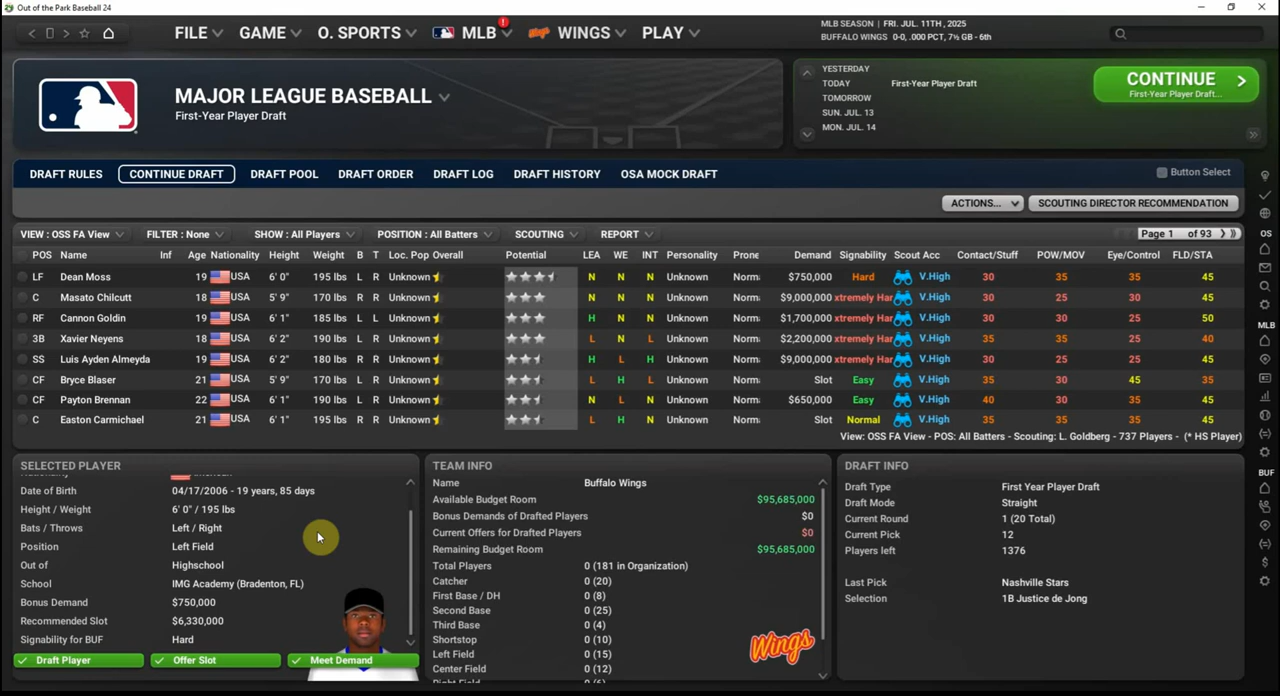 Out of the Park Baseball 24
FILE GAME O. SPORTS MLB ! WINGS PLAY
MLB SEASON | FRI. JUL. 11TH, 2025
BUFFALO WINGS 0-0, .000 PCT, 7½ GB - 6th
MAJOR LEAGUE BASEBALL
First-Year Player Draft
YESTERDAY
TODAY First-Year Player Draft
TOMORROW
SUN. JUL. 13
MON. JUL. 14
CONTINUE
First-Year Player Draft...
DRAFT RULES CONTINUE DRAFT DRAFT POOL DRAFT ORDER DRAFT LOG DRAFT HISTORY OSA MOCK DRAFT Button Select
ACTIONS... SCOUTING DIRECTOR RECOMMENDATION
VIEW : OSS FA View FILTER : None SHOW : All Players POSITION : All Batters SCOUTING REPORT Page 1 of 93
POS Name Inf Age Nationality Height Weight B T Loc. Pop Overall Potential LEA WE INT Personality Prone Demand Signability Scout Acc Contact/Stuff POW/MOV Eye/Control FLD/STA
LF Dean Moss 19 USA 6' 0" 195 lbs L R Unknown N N N Unknown Norm $750,000 Hard V.High 30 35 35 45
C Masato Chilcutt 18 USA 5' 9" 170 lbs L R Unknown N N N Unknown Norm $9,000,000 xtremely Har V.High 30 25 30 45
RF Cannon Goldin 19 USA 6' 1" 185 lbs L L Unknown H N N Unknown Norm $1,700,000 xtremely Har V.High 30 30 25 50
3B Xavier Neyens 18 USA 6' 2" 190 lbs L R Unknown L N L Unknown Norm $2,200,000 xtremely Har V.High 35 35 25 40
SS Luis Ayden Almeyda 19 USA 6' 2" 180 lbs R R Unknown H L H Unknown Norm $9,000,000 xtremely Har V.High 30 25 25 45
CF Bryce Blaser 21 USA 5' 9" 170 lbs L R Unknown L H L Unknown Norm Slot Easy V.High 35 30 45 35
CF Payton Brennan 22 USA 6' 1" 190 lbs L R Unknown N L N Unknown Norm $650,000 Easy V.High 40 30 35 45
C Easton Carmichael 21 USA 6' 1" 195 lbs R R Unknown L H N Unknown Norm Slot Normal V.High 35 35 35 45
View: OSS FA View - POS: All Batters - Scouting: L. Goldberg - 737 Players - (* HS Player)
SELECTED PLAYER
Date of Birth 04/17/2006 - 19 years, 85 days
Height / Weight 6' 0" / 195 lbs
Bats / Throws Left / Right
Position Left Field
Out of Highschool
School IMG Academy (Bradenton, FL)
Bonus Demand $750,000
Recommended Slot $6,330,000
Signability for BUF Hard
Draft Player Offer Slot Meet Demand
TEAM INFO
Name Buffalo Wings
Available Budget Room $95,685,000
Bonus Demands of Drafted Players $0
Current Offers for Drafted Players $0
Remaining Budget Room $95,685,000
Total Players 0 (181 in Organization)
Catcher 0 (20)
First Base / DH 0 (8)
Second Base 0 (25)
Third Base 0 (4)
Shortstop 0 (10)
Left Field 0 (15)
Center Field 0 (12)
Wings
DRAFT INFO
Draft Type First Year Player Draft
Draft Mode Straight
Current Round 1 (20 Total)
Current Pick 12
Players left 1376
Last Pick Nashville Stars
Selection 1B Justice de Jong
OS
MLB
BUF